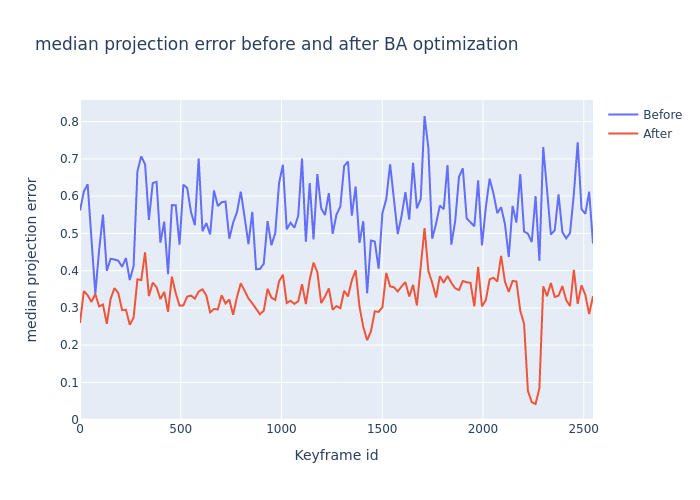 median projection error before and after BA optimization
Before
After
median projection error
0.8
0.7
0.6
0.5
0.4
0.3
0.2
0.1
0
0 500 1000 1500 2000 2500
Keyframe id